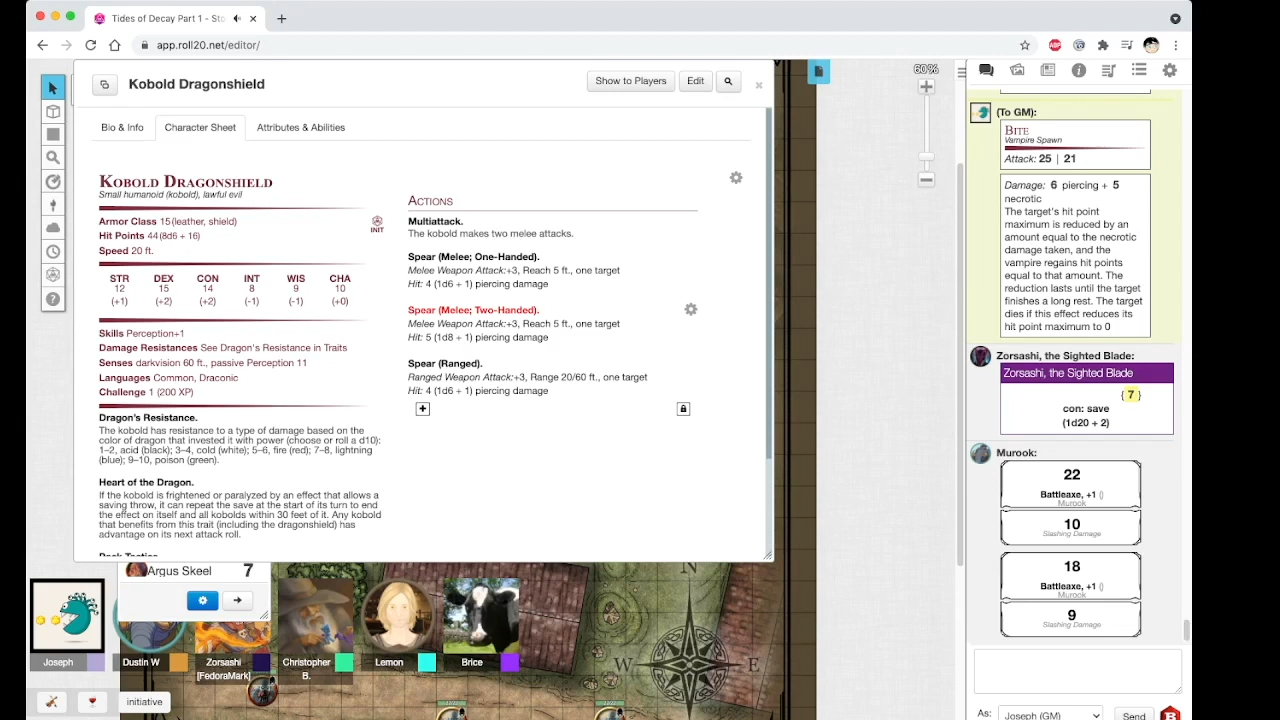 Tides of Decay Part 1 - Sto
app.roll20.net/editor/
ABP
Kobold Dragonshield
Show to Players
Edit
Bio & Info
Character Sheet
Attributes & Abilities
KOBOLD DRAGONSHIELD
Small humanoid (kobold), lawful evil
Armor Class 15 (leather, shield)
Hit Points 44 (8d6 + 16)
Speed 20 ft.
INIT
STR DEX CON INT WIS CHA
12 15 14 8 9 10
(+1) (+2) (+2) (-1) (-1) (+0)
Skills Perception+1
Damage Resistances See Dragon's Resistance in Traits
Senses darkvision 60 ft., passive Perception 11
Languages Common, Draconic
Challenge 1 (200 XP)
Dragon's Resistance.
The kobold has resistance to a type of damage based on the
color of dragon that invested it with power (choose or roll a d10):
1–2, acid (black); 3–4, cold (white); 5–6, fire (red); 7–8, lightning
(blue); 9–10, poison (green).
Heart of the Dragon.
If the kobold is frightened or paralyzed by an effect that allows a
saving throw, it can repeat the save at the start of its turn to end
the effect on itself and all kobolds within 30 feet of it. Any kobold
that benefits from this trait (including the dragonshield) has
advantage on its next attack roll.
Pack Tactics.
ACTIONS
Multiattack.
The kobold makes two melee attacks.
Spear (Melee; One-Handed).
Melee Weapon Attack:+3, Reach 5 ft., one target
Hit: 4 (1d6 + 1) piercing damage
Spear (Melee; Two-Handed).
Melee Weapon Attack:+3, Reach 5 ft., one target
Hit: 5 (1d8 + 1) piercing damage
Spear (Ranged).
Ranged Weapon Attack:+3, Range 20/60 ft., one target
Hit: 4 (1d6 + 1) piercing damage
Argus Skeel 7
Joseph
Dustin W
Zorsashi
[FedoraMark]
Christopher
B.
Lemon
Brice
initiative
N
W E
60%
(To GM):
BITE
Vampire Spawn
Attack: 25 | 21
Damage: 6 piercing + 5
necrotic
The target's hit point
maximum is reduced by an
amount equal to the necrotic
damage taken, and the
vampire regains hit points
equal to that amount. The
reduction lasts until the target
finishes a long rest. The target
dies if this effect reduces its
hit point maximum to 0
Zorsashi, the Sighted Blade:
Zorsashi, the Sighted Blade
{ 7 }
con: save
(1d20 + 2)
Murook:
22
Battleaxe, +1 ()
Murook
10
Slashing Damage
18
Battleaxe, +1 ()
Murook
9
Slashing Damage
As:
Joseph (GM)
Send